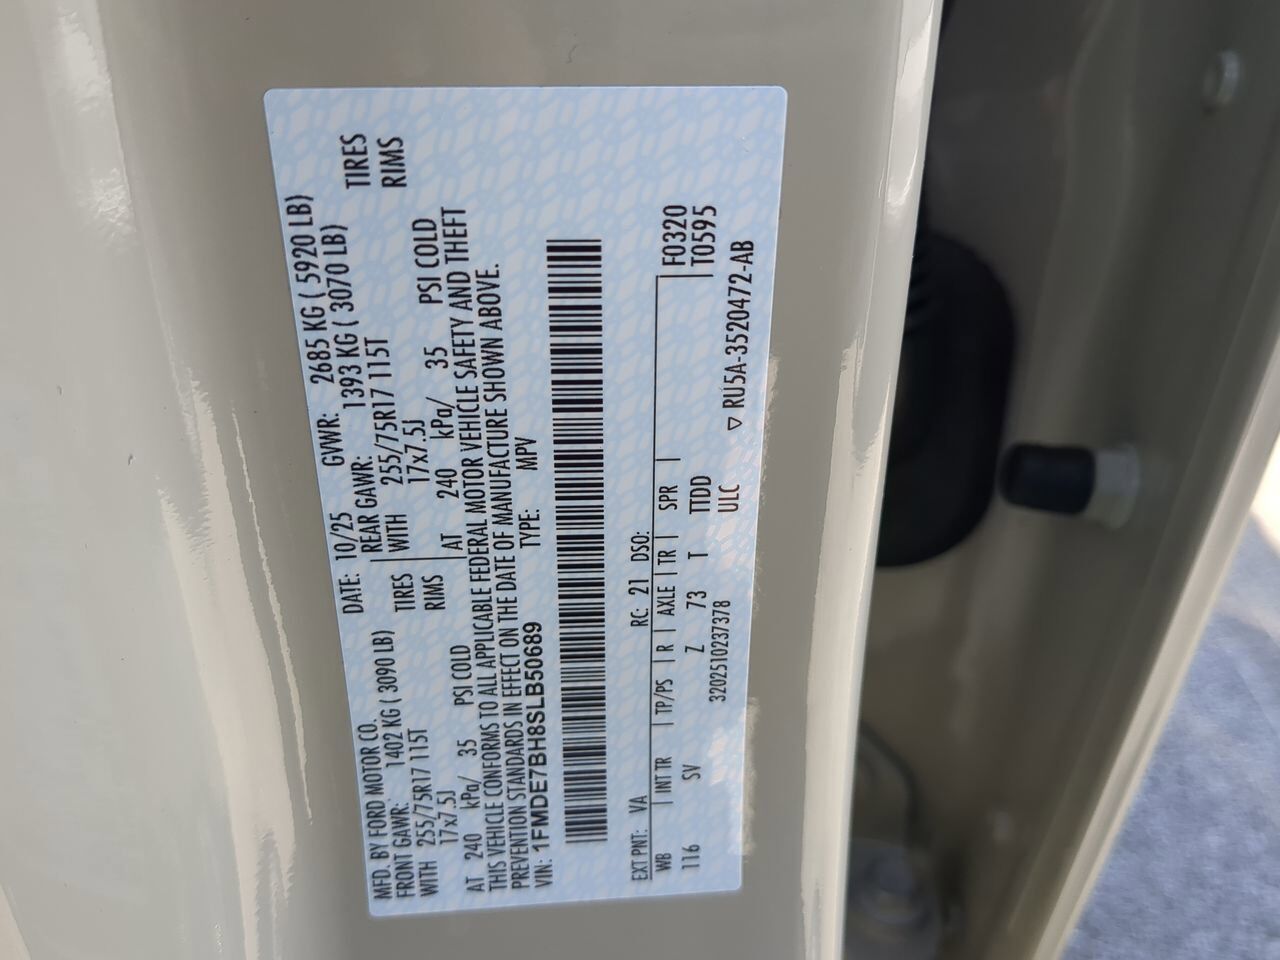 MFD. BY FORD MOTOR CO.
DATE: 10/25 GVWR: 2685 KG ( 5920 LB)
FRONT GAWR: 1402 KG ( 3090 LB) REAR GAWR: 1393 KG ( 3070 LB)
WITH 255/75R17 115T TIRES WITH 255/75R17 115T TIRES
17x7.5J RIMS 17x7.5J RIMS
AT 240 kPa/ 35 PSI COLD AT 240 kPa/ 35 PSI COLD
THIS VEHICLE CONFORMS TO ALL APPLICABLE FEDERAL MOTOR VEHICLE SAFETY AND THEFT
PREVENTION STANDARDS IN EFFECT ON THE DATE OF MANUFACTURE SHOWN ABOVE.
VIN: 1FMDE7BH8SLB50689 TYPE: MPV
EXT PNT: VA RC: 21 DSO:
WB | INT TR | TP/PS | R | AXLE | TR | SPR | F0320
116 SV Z 73 T TTDD T0595
320251023​7378 ULC ▽ RU5A-3520472-AB